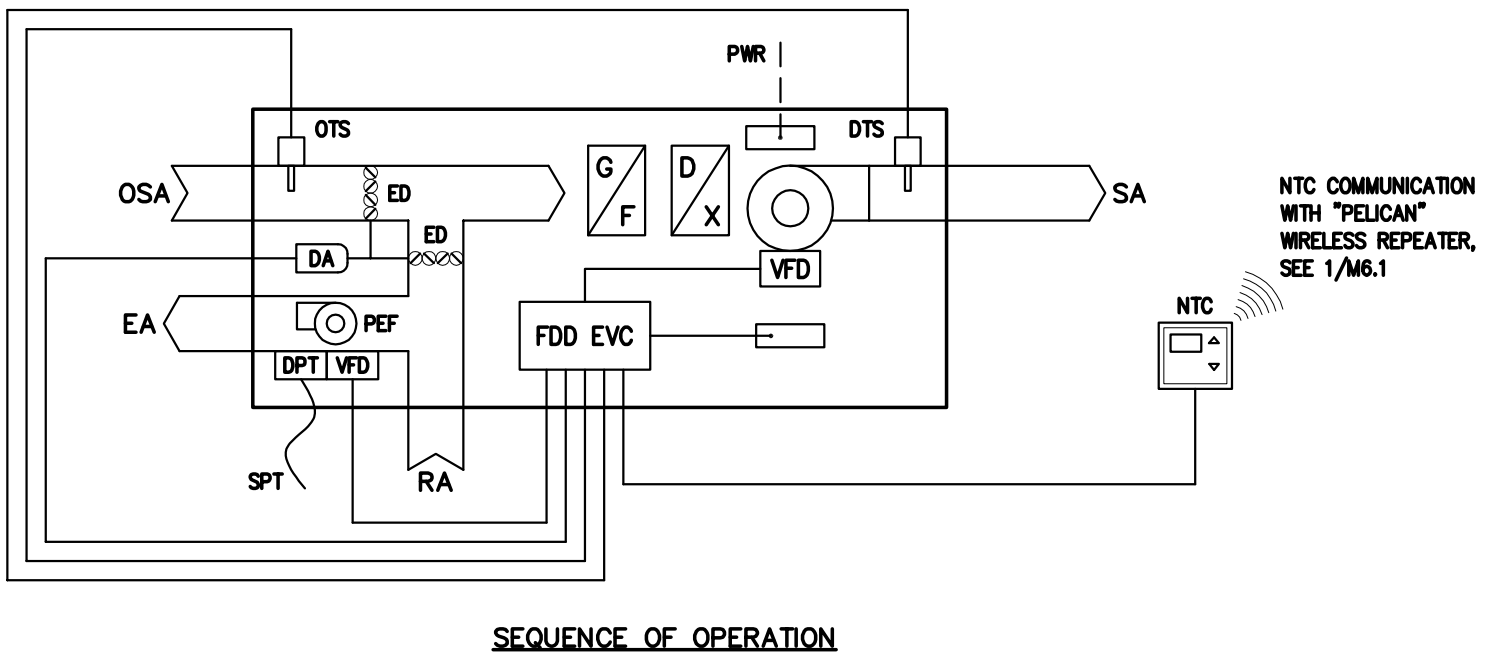 PWR
OTS
DTS
OSA
ED
G
F
D
X
SA
ED
DA
VFD
EA
PEF
FDD EVC
DPT
VFD
SPT
RA
NTC COMMUNICATION
WITH "PELICAN"
WIRELESS REPEATER,
SEE 1/M6.1
NTC
SEQUENCE OF OPERATION